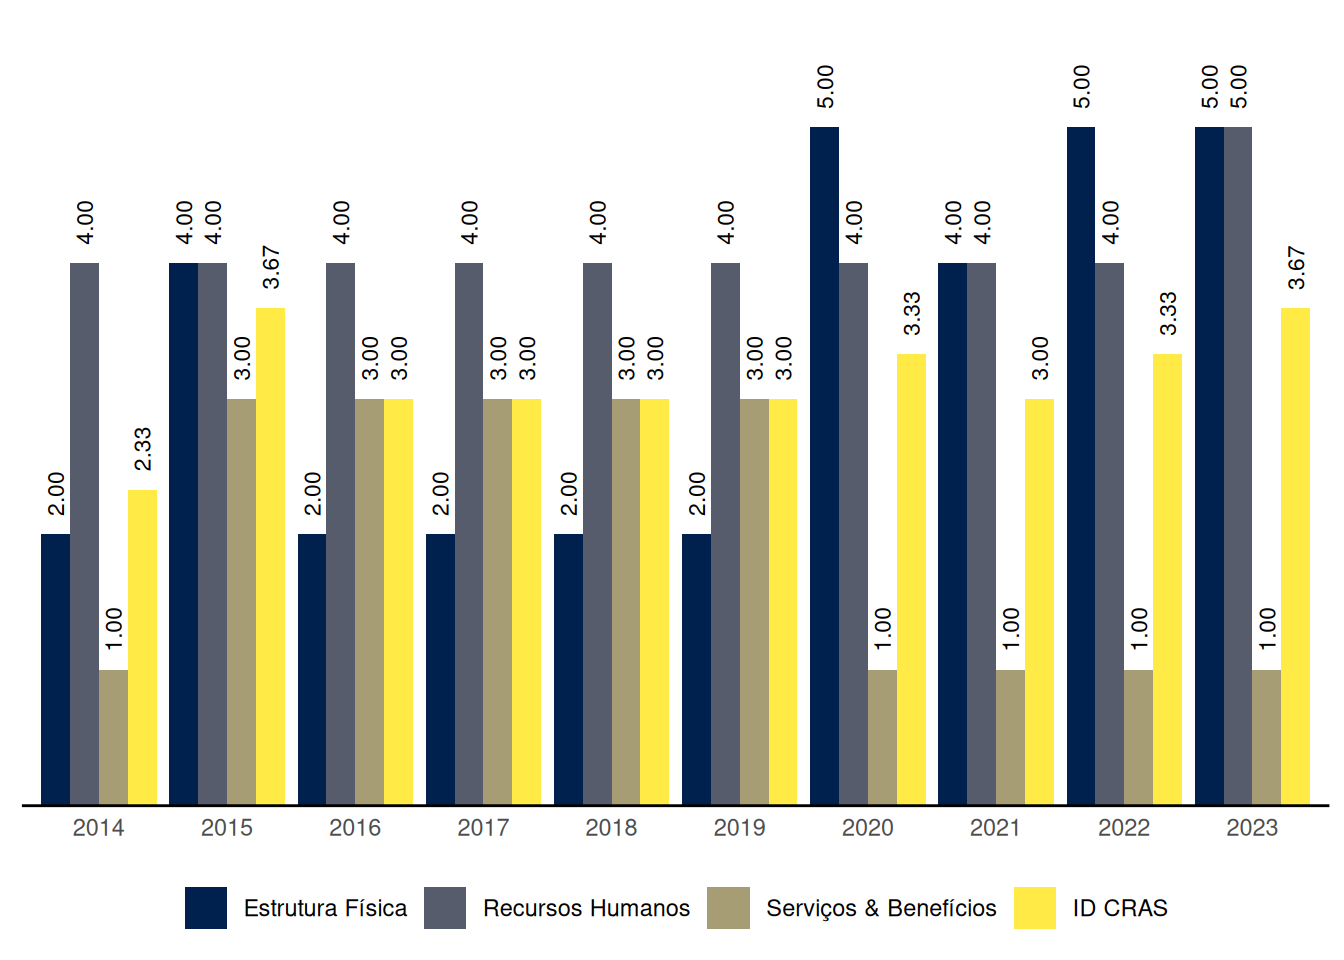 5.00 5.00 5.00 5.00
4.00 4.00 4.00 4.00 4.00 4.00 4.00 4.00 4.00 4.00 4.00
3.67 3.67
3.33 3.33
3.00 3.00 3.00 3.00 3.00 3.00 3.00 3.00 3.00 3.00
2.33
2.00 2.00 2.00 2.00 2.00
1.00 1.00 1.00 1.00 1.00
2014 2015 2016 2017 2018 2019 2020 2021 2022 2023
Estrutura Física Recursos Humanos Serviços & Benefícios ID CRAS